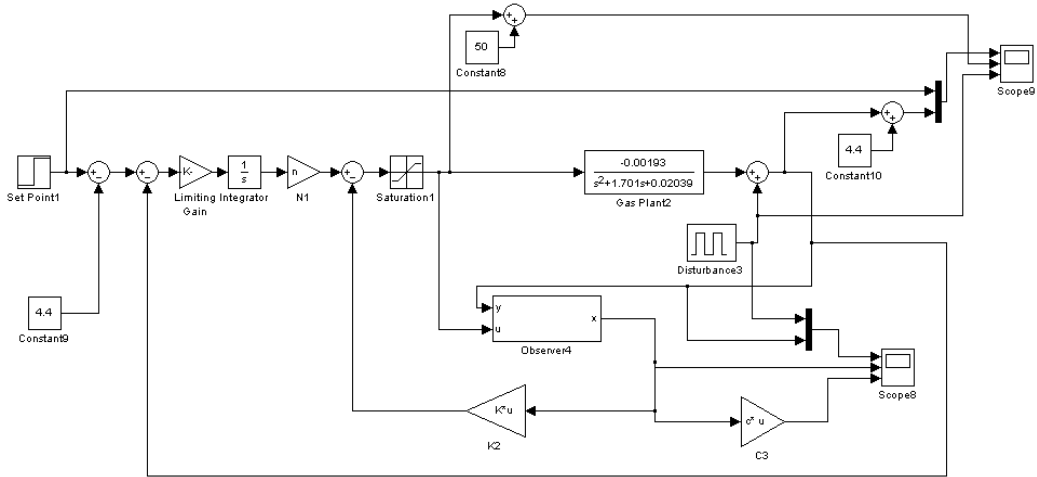 50
Constant8
Scope9
4.4
Constant10
Set Point1
K-
Limiting
Gain
1
s
Integrator
n
N1
Saturation1
-0.00193
s2+1.701s+0.02039
Gas Plant2
Disturbance3
4.4
Constant9
y
u
x
Observer4
Scope8
K*u
K2
c* u
C3